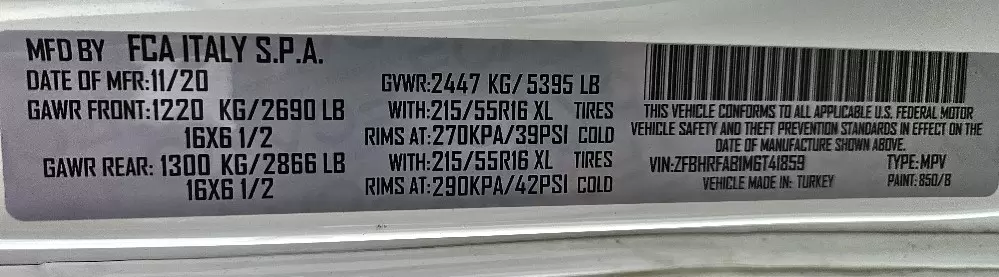 MFD BY FCA ITALY S.P.A.
DATE OF MFR:11/20
GAWR FRONT:1220 KG/2690 LB
16X6 1/2
GAWR REAR: 1300 KG/2866 LB
16X6 1/2
GVWR:2447 KG/5395 LB
WITH:215/55R16 XL TIRES
RIMS AT:270KPA/39PSI COLD
WITH:215/55R16 XL TIRES
RIMS AT:290KPA/42PSI COLD
THIS VEHICLE CONFORMS TO ALL APPLICABLE U.S. FEDERAL MOTOR
VEHICLE SAFETY AND THEFT PREVENTION STANDARDS IN EFFECT ON THE
DATE OF MANUFACTURE SHOWN ABOVE.
VIN:ZFBHRFAB1M6T41859 TYPE:MPV
VEHICLE MADE IN: TURKEY PAINT:850/B